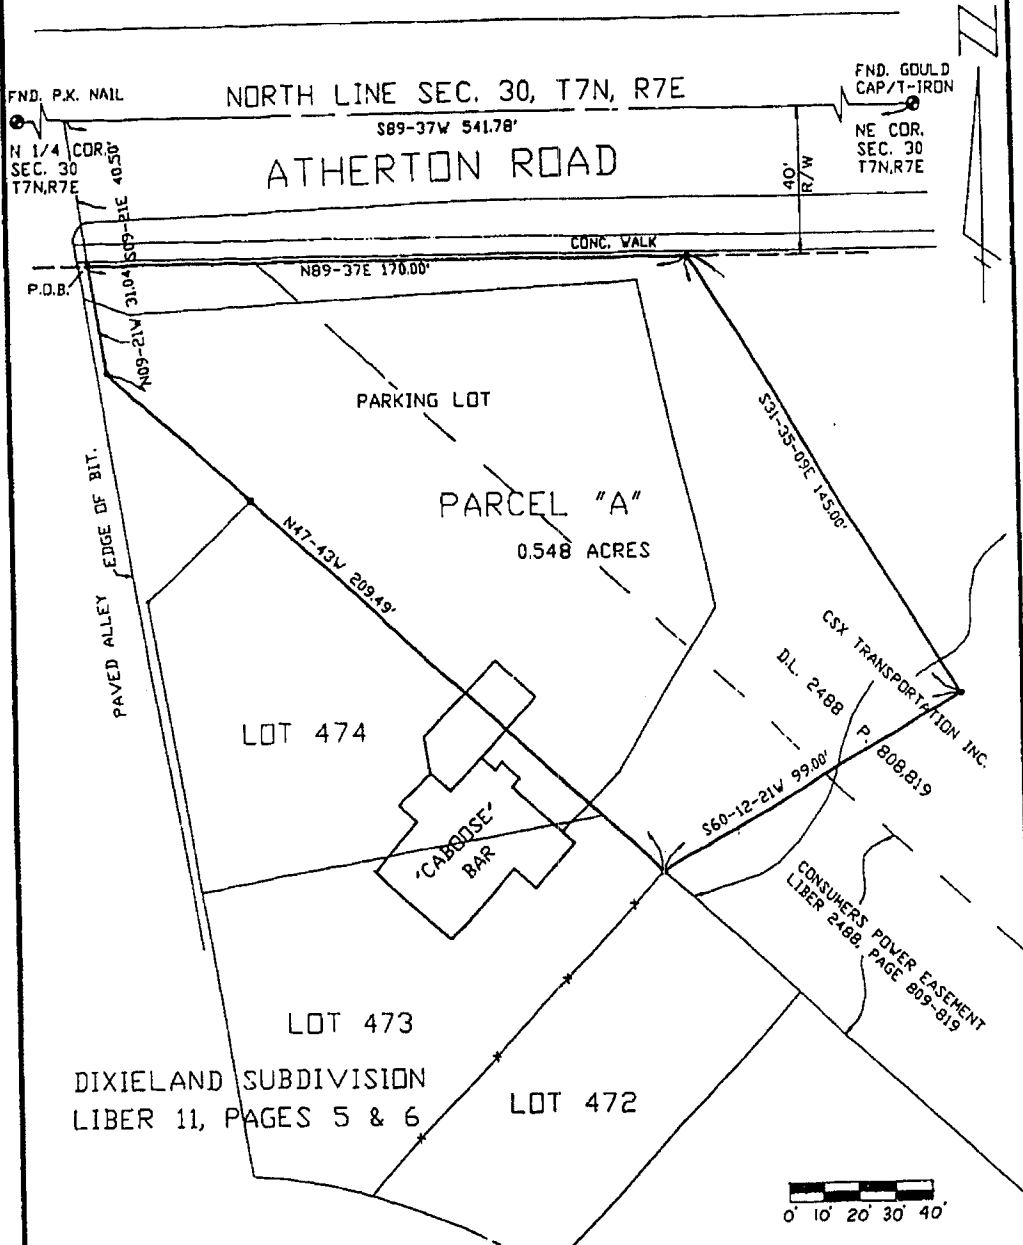 NORTH LINE SEC. 30, T7N, R7E
FND. P.K. NAIL
FND. GOULD
CAP/T-IRON
S89-37W 541.78'
N 1/4 COR.
SEC. 30
T7N,R7E
NE COR.
SEC. 30
T7N,R7E
ATHERTON ROAD
40'
R/W
S09-21E 40.50'
CONC. WALK
N89-37E 170.00'
P.O.B.
N09-21W 31.04'
PARKING LOT
S31-35-09E 145.00'
PARCEL "A"
0.548 ACRES
N47-43W 209.49'
PAVED ALLEY
EDGE OF BIT.
CSX TRANSPORTATION INC.
D.L. 2488 P. 808,819
LOT 474
S60-12-21W 99.00'
'CABOOSE'
BAR
CONSUMERS POWER EASEMENT
LIBER 2488, PAGE 809-819
LOT 473
DIXIELAND SUBDIVISION
LIBER 11, PAGES 5 & 6
LOT 472
0' 10' 20' 30' 40'